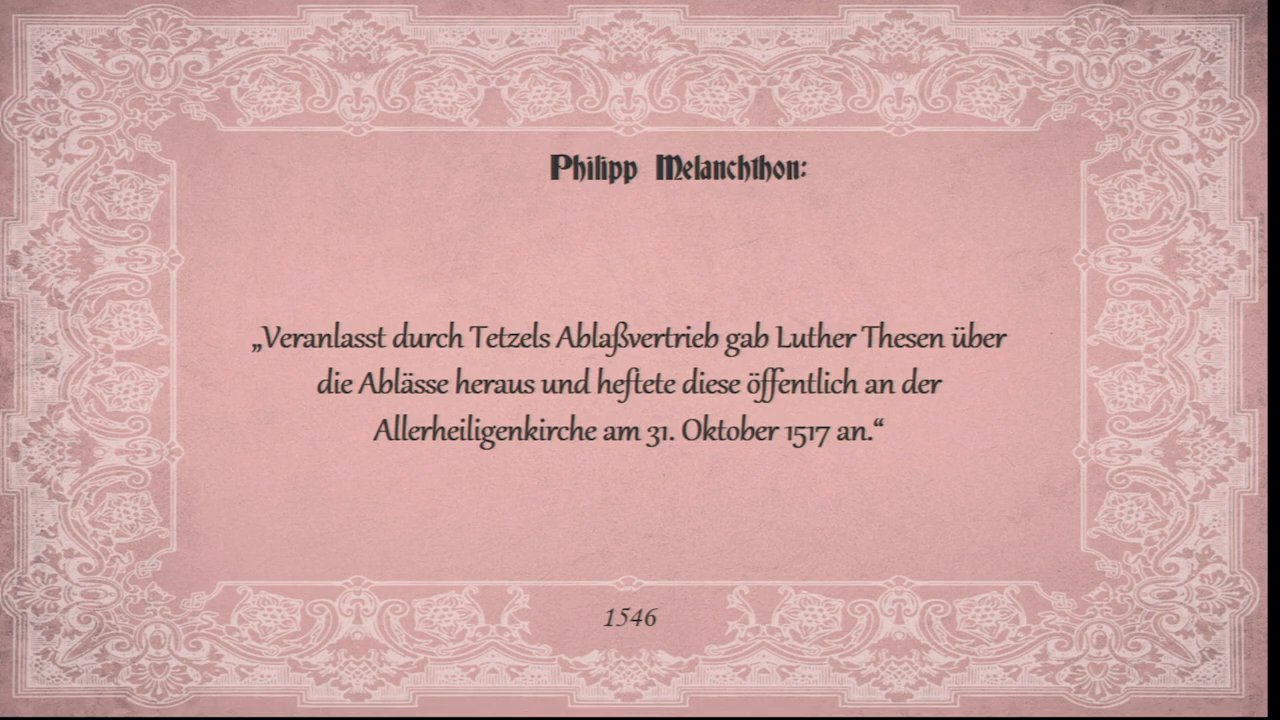 Philipp Melanchthon:
„Veranlasst durch Tetzels Ablaßvertrieb gab Luther Thesen über
die Ablässe heraus und heftete diese öffentlich an der
Allerheiligenkirche am 31. Oktober 1517 an.“
1546